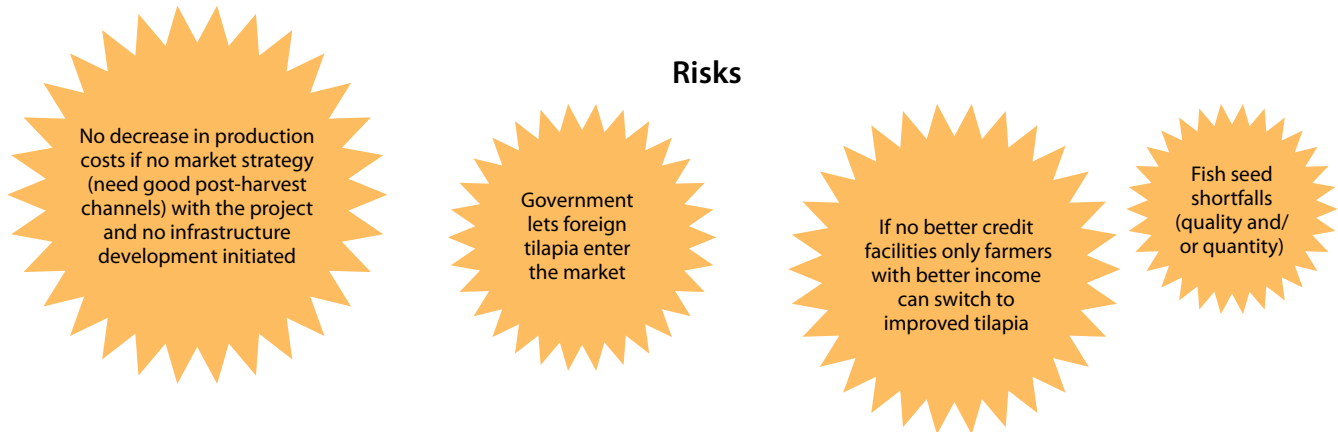 Risks
No decrease in production
costs if no market strategy
(need good post-harvest
channels) with the project
and no infrastructure
development initiated
Government
lets foreign
tilapia enter
the market
If no better credit
facilities only farmers
with better income
can switch to
improved tilapia
Fish seed
shortfalls
(quality and/
or quantity)